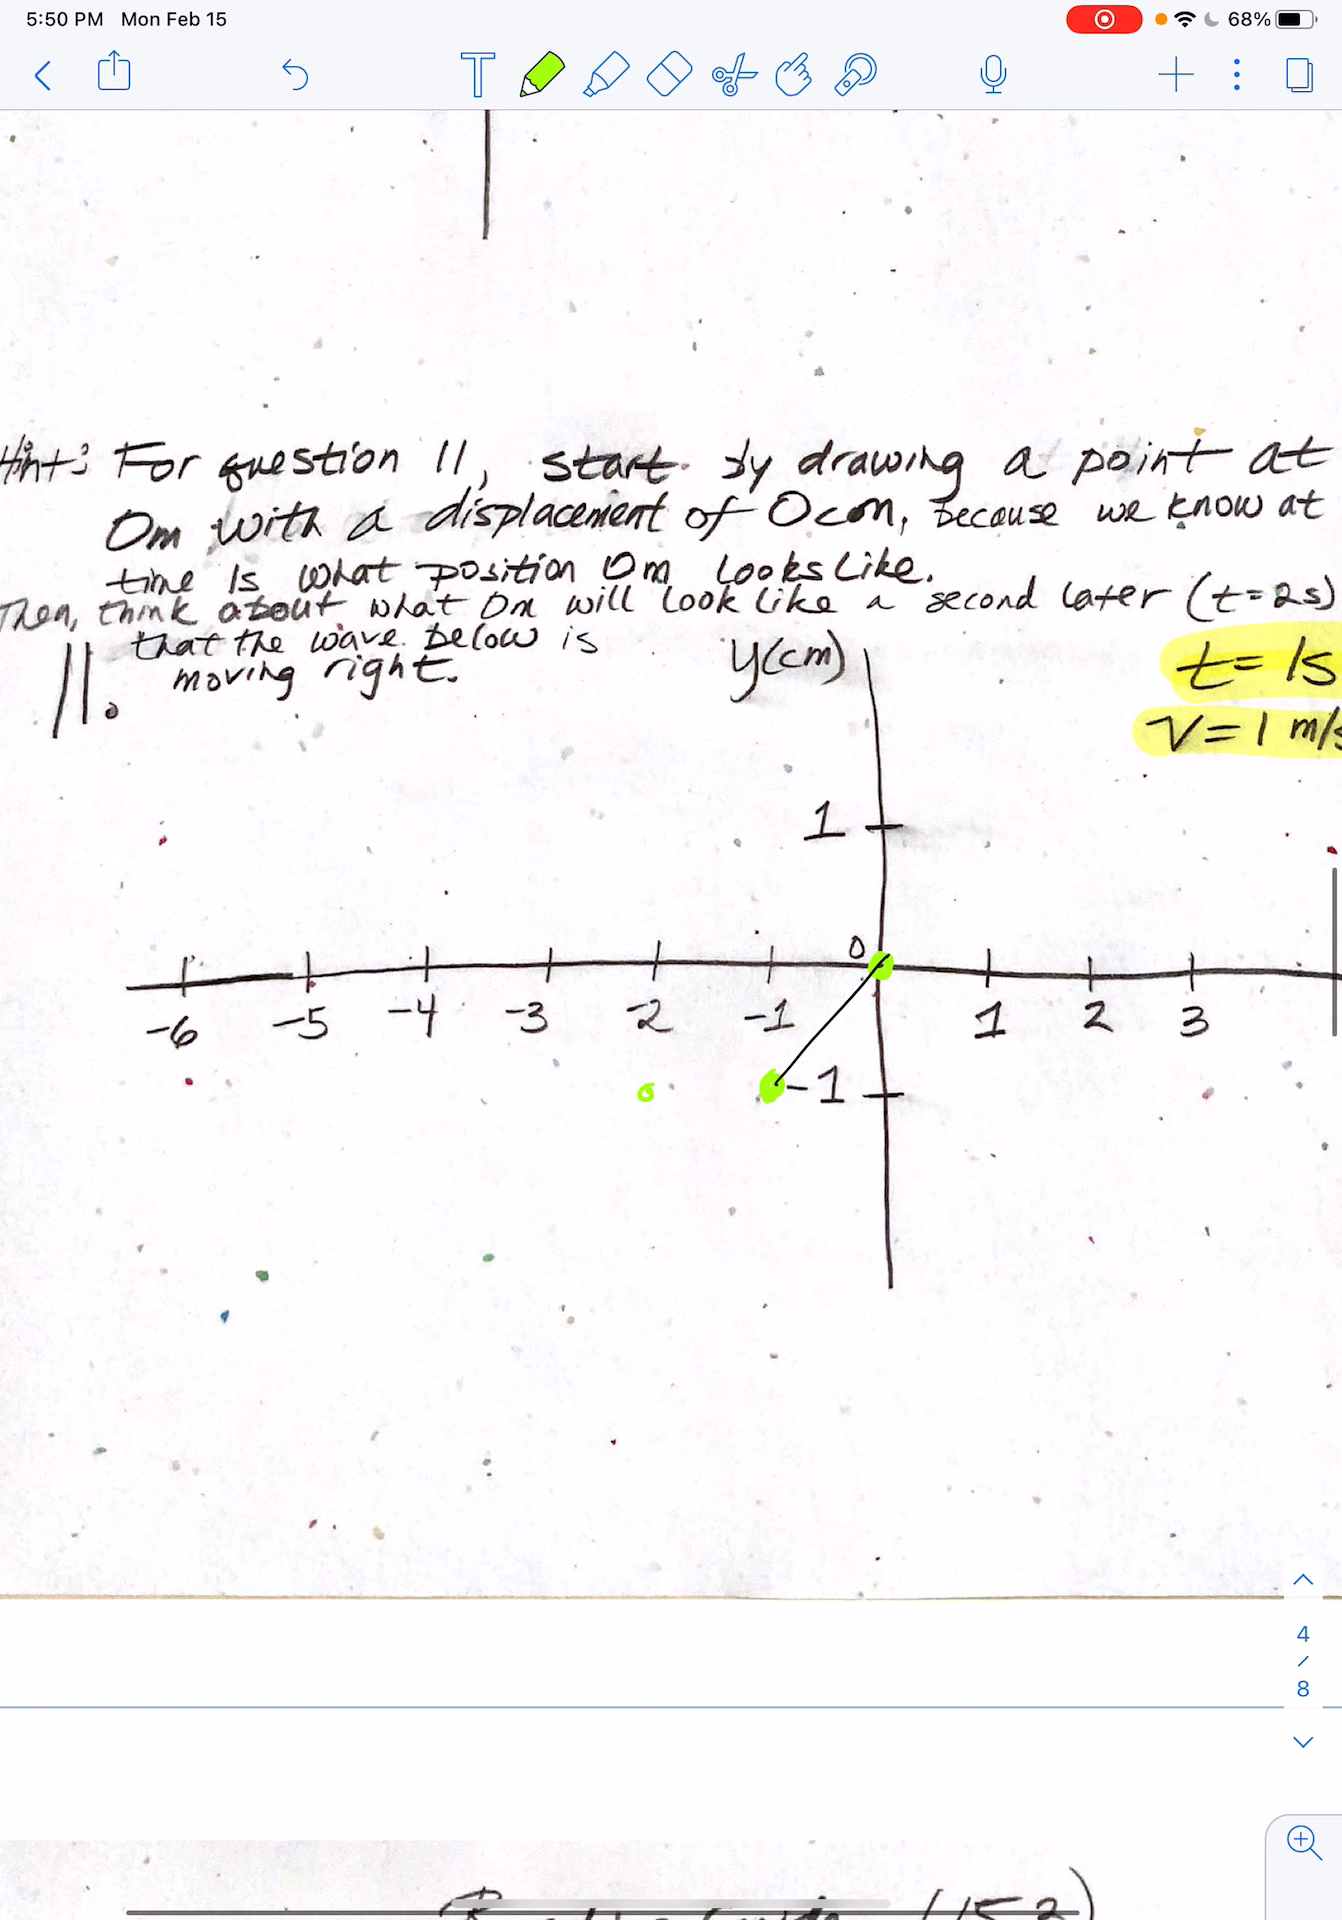 5:50 PM Mon Feb 15
68%
Hint: For question 11, start by drawing a point at
0m with a displacement of 0cm, because we know at
time 1s what position 0m looks like.
Then, think about what 0m will look like a second later (t=2s)
that the wave below is
moving right.
11.
y(cm)
t=1s
v=1 m/s
1
0
-6 -5 -4 -3 -2 -1 1 2 3
-1
4
/
8